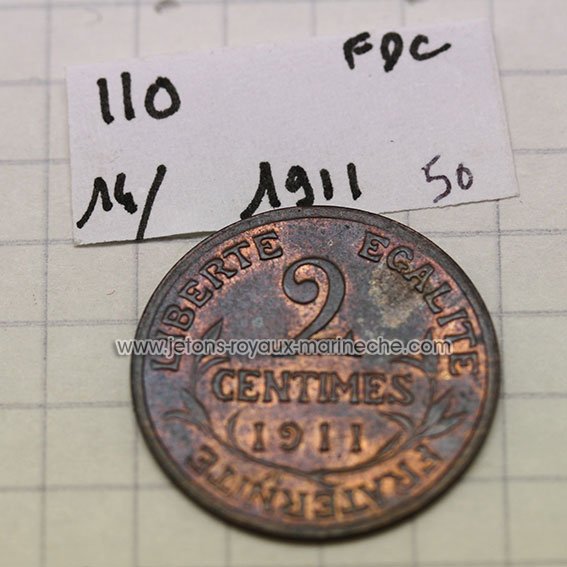 FDC
110
14/ 1911 50
LIBERTE EGALITE FRATERNITE
2
www.jetons-royaux-marineche.com
CENTIMES
1911